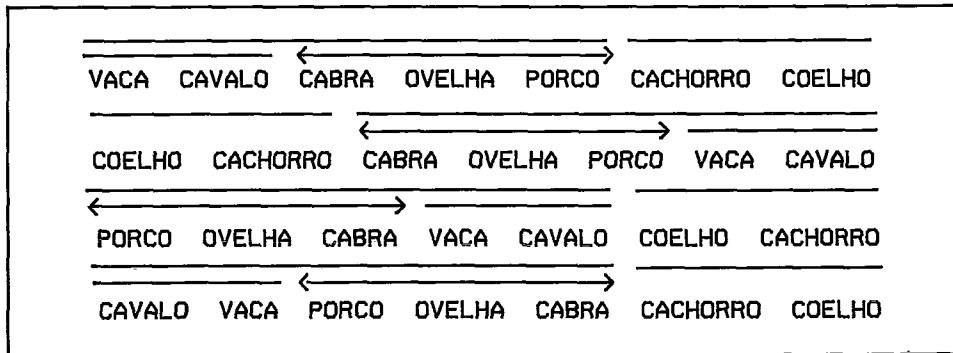 VACA CAVALO CABRA OVELHA PORCO CACHORRO COELHO
COELHO CACHORRO CABRA OVELHA PORCO VACA CAVALO
PORCO OVELHA CABRA VACA CAVALO COELHO CACHORRO
CAVALO VACA PORCO OVELHA CABRA CACHORRO COELHO